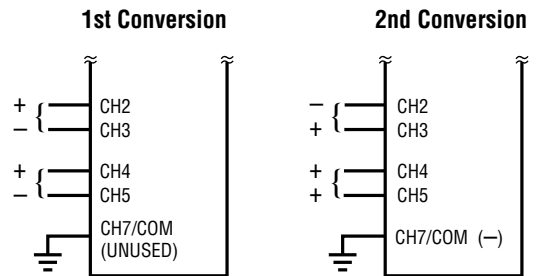 1st Conversion
+ { CH2
– CH3
+ { CH4
– CH5
CH7/COM
(UNUSED)
2nd Conversion
– { CH2
+ CH3
+ { CH4
+ CH5
CH7/COM (–)